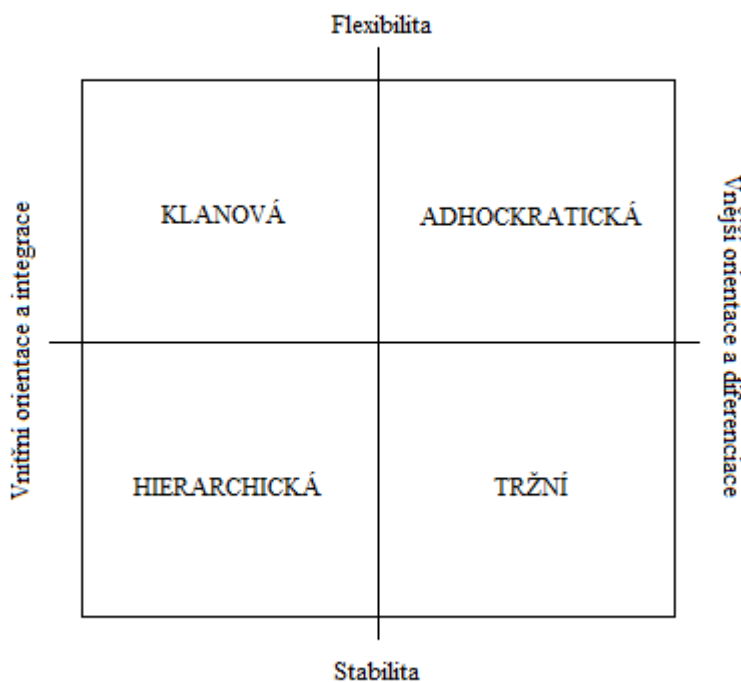 Flexibilita
Vnitřní orientace a integrace
KLANOVÁ
ADHOCKRATICKÁ
Vnější orientace a diferenciace
HIERARCHICKÁ
TRŽNÍ
Stabilita